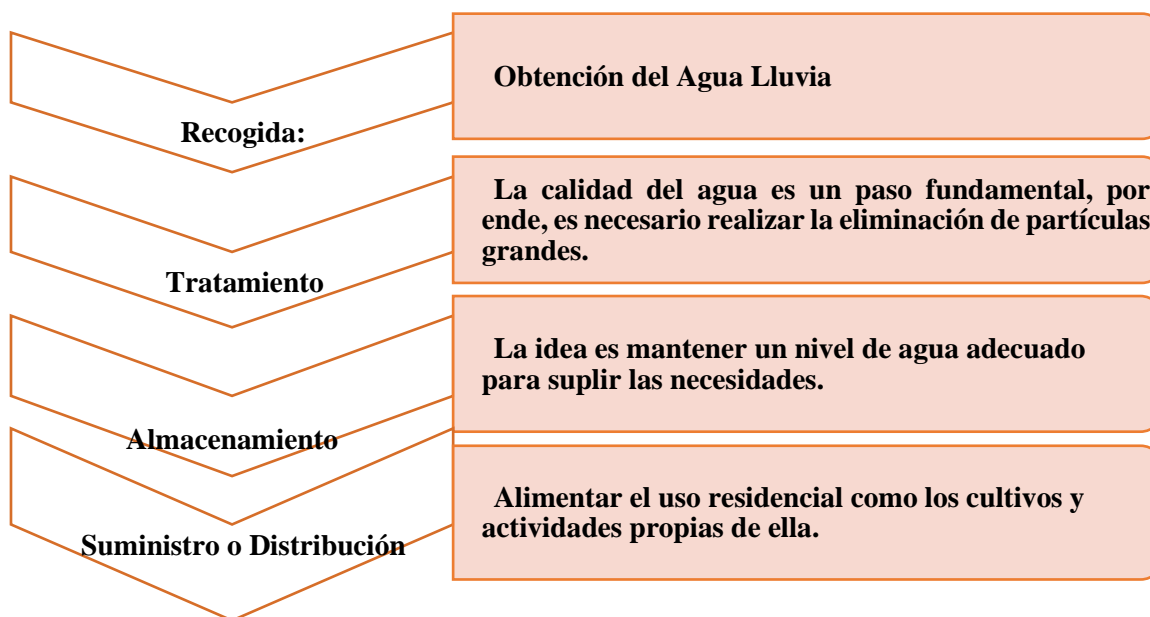 Obtención del Agua Lluvia
Recogida:
La calidad del agua es un paso fundamental, por
ende, es necesario realizar la eliminación de partículas
grandes.
Tratamiento
La idea es mantener un nivel de agua adecuado
para suplir las necesidades.
Almacenamiento
Alimentar el uso residencial como los cultivos y
actividades propias de ella.
Suministro o Distribución